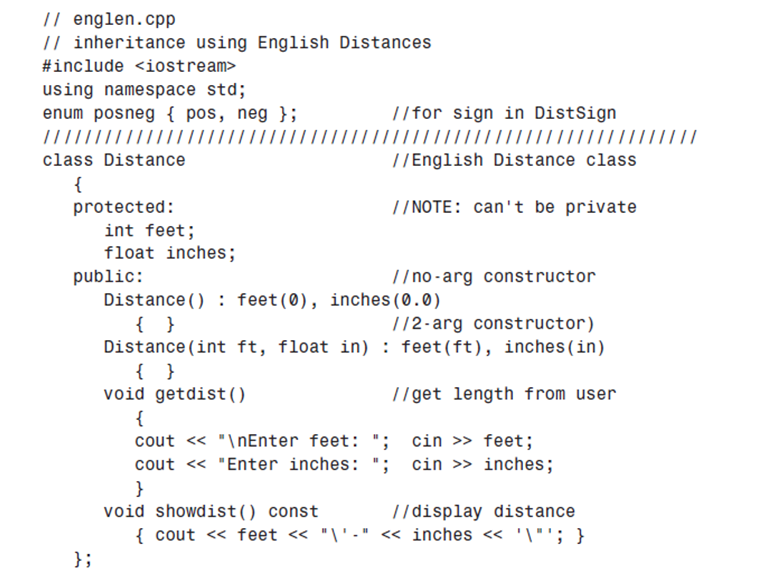 // englen.cpp
// inheritance using English Distances
#include <iostream>
using namespace std;
enum posneg { pos, neg };         //for sign in DistSign
////////////////////////////////////////////////////////////////
class Distance                    //English Distance class
   {
   protected:                     //NOTE: can't be private
      int feet;
      float inches;
   public:                        //no-arg constructor
      Distance() : feet(0), inches(0.0)
         {  }                     //2-arg constructor)
      Distance(int ft, float in) : feet(ft), inches(in)
         {  }
      void getdist()              //get length from user
         {
         cout << "\nEnter feet: ";  cin >> feet;
         cout << "Enter inches: ";  cin >> inches;
         }
      void showdist() const       //display distance
         { cout << feet << "\'-" << inches << '\"'; }
   };